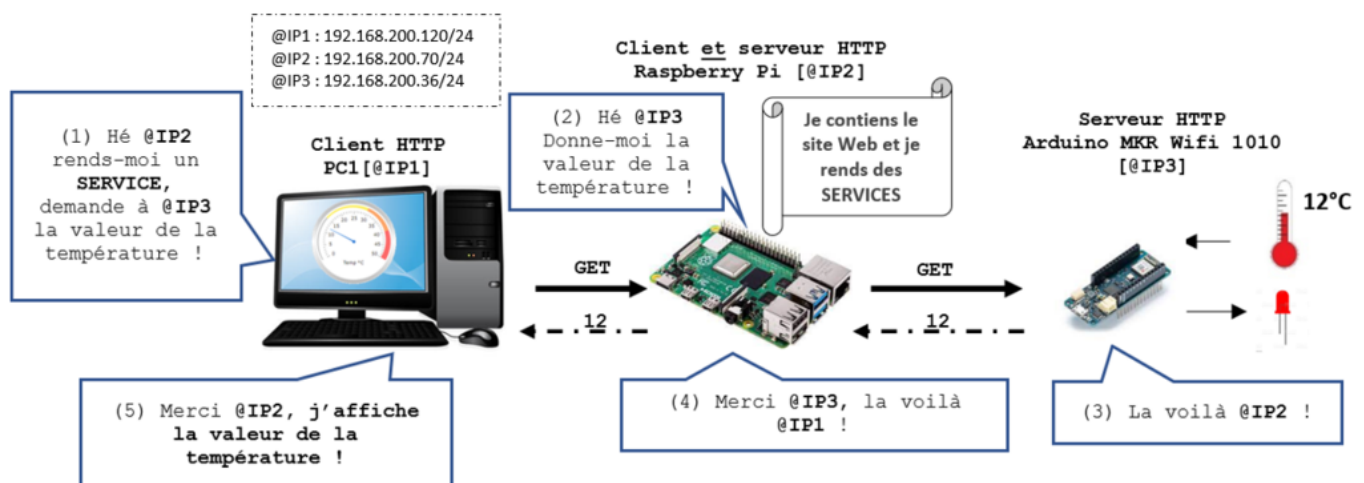 @IP1 : 192.168.200.120/24
@IP2 : 192.168.200.70/24
@IP3 : 192.168.200.36/24
Client et serveur HTTP
Raspberry Pi [@IP2]
(1) Hé @IP2
rends-moi un
SERVICE,
demande à @IP3
la valeur de la
température !
Client HTTP
PC1[@IP1]
(2) Hé @IP3
Donne-moi la
valeur de la
température !
Je contiens le
site Web et je
rends des
SERVICES
Serveur HTTP
Arduino MKR Wifi 1010
[@IP3]
12°C
Temp °C
GET
12
GET
12
(5) Merci @IP2, j’affiche
la valeur de la
température !
(4) Merci @IP3, la voilà
@IP1 !
(3) La voilà @IP2 !